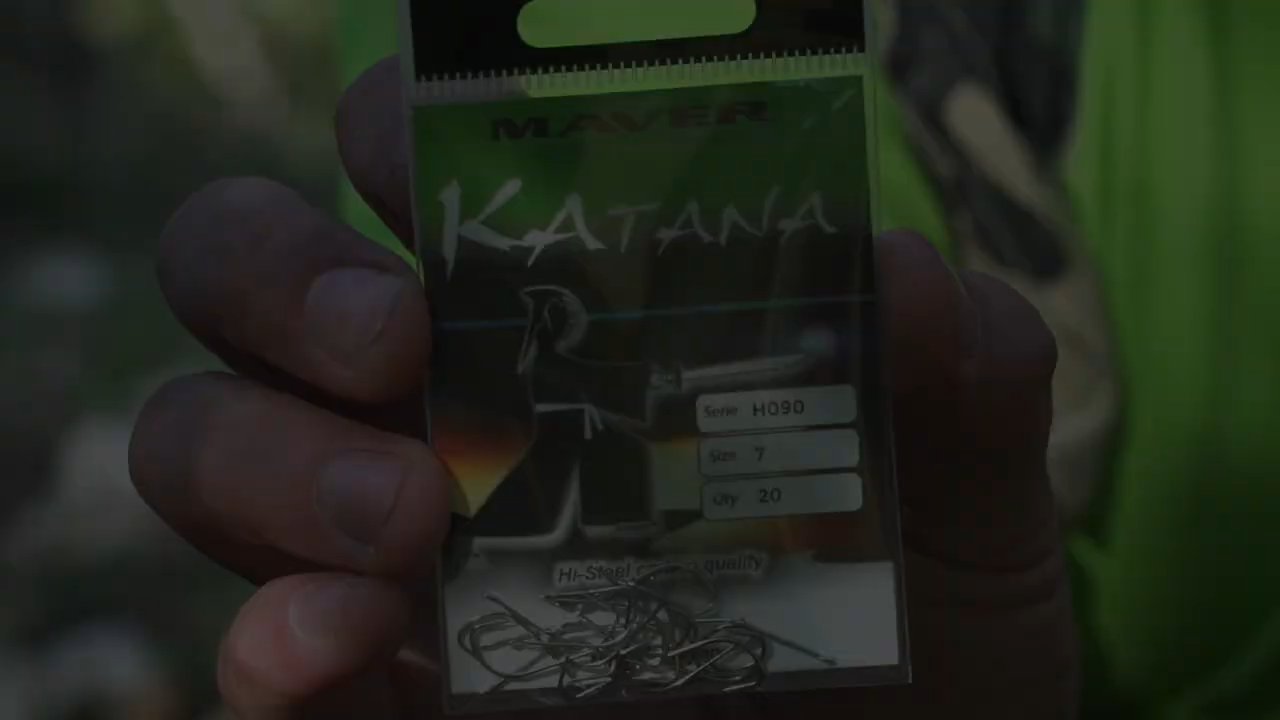 MAVER
KATANA
Serie H090
Size 7
Qty 20
Hi-Steel quality